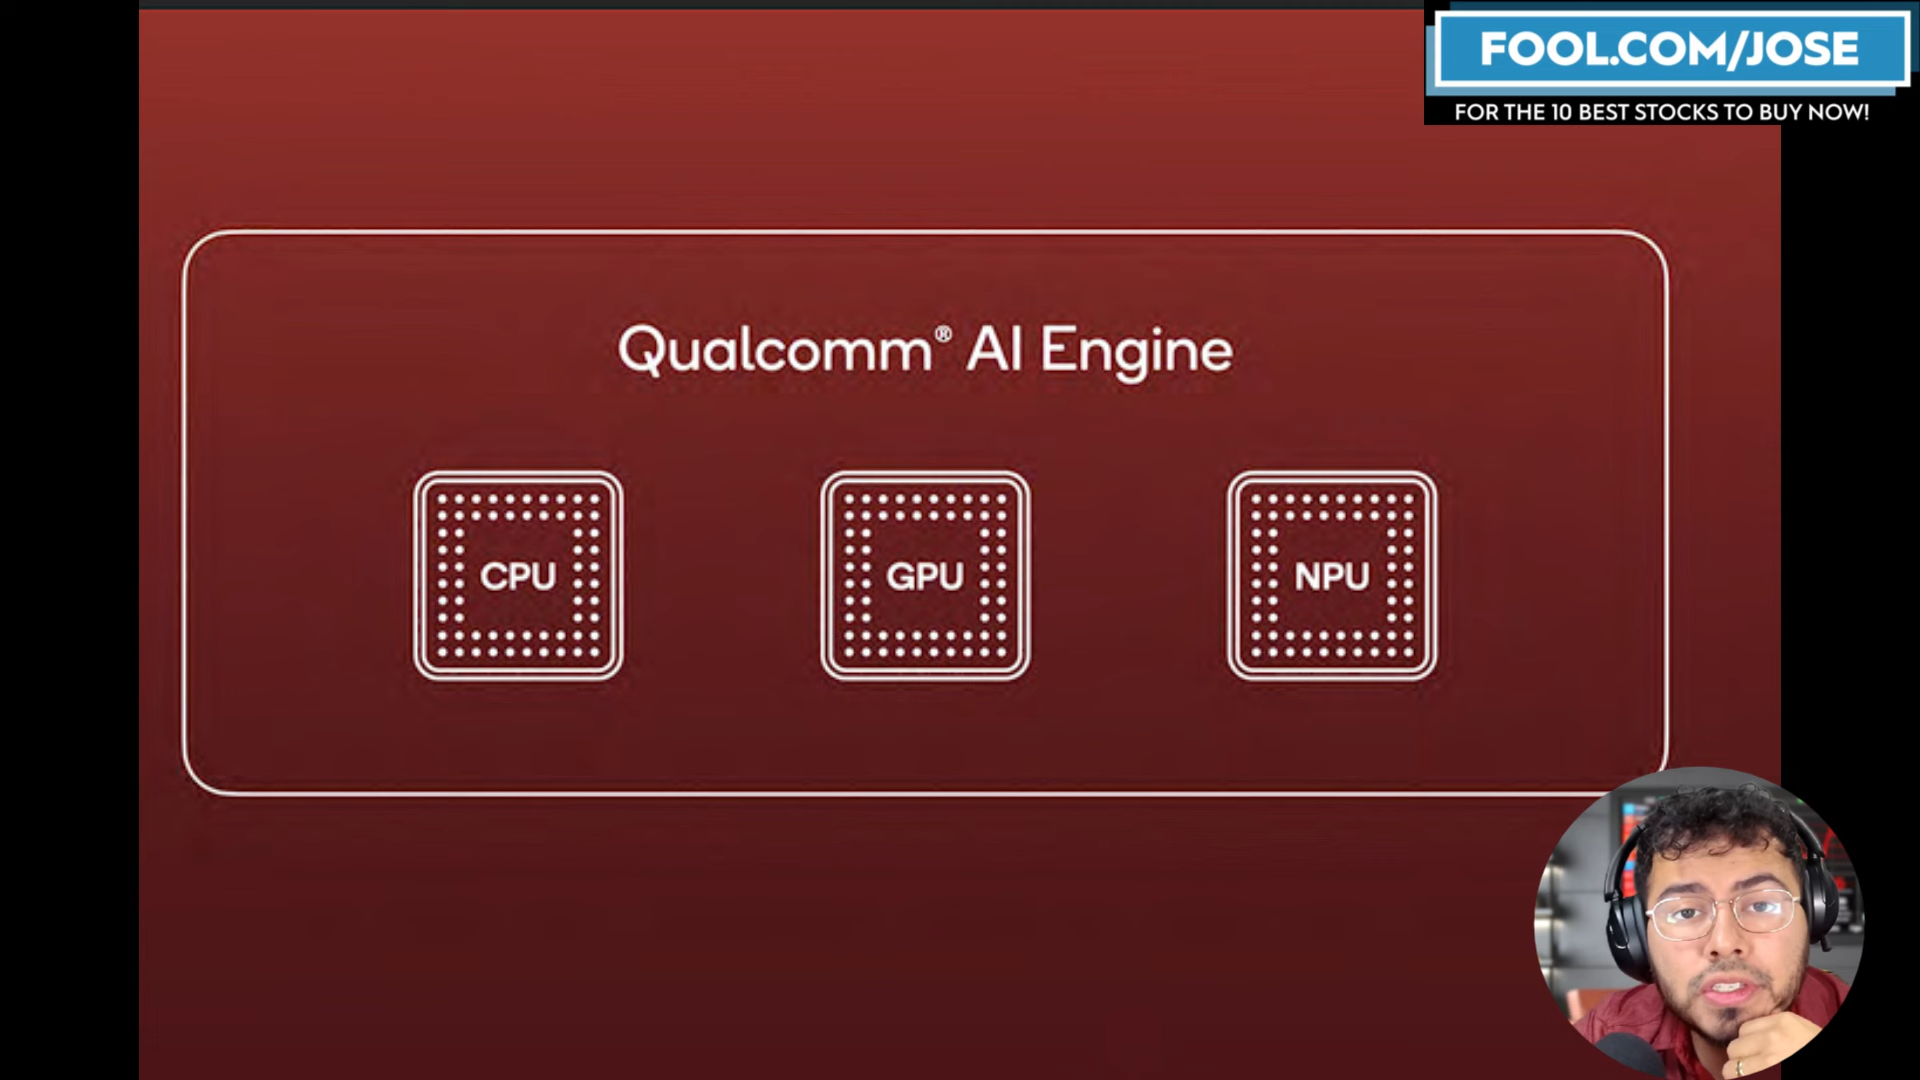 FOOL.COM/JOSE
FOR THE 10 BEST STOCKS TO BUY NOW!
Qualcomm® AI Engine
CPU
GPU
NPU